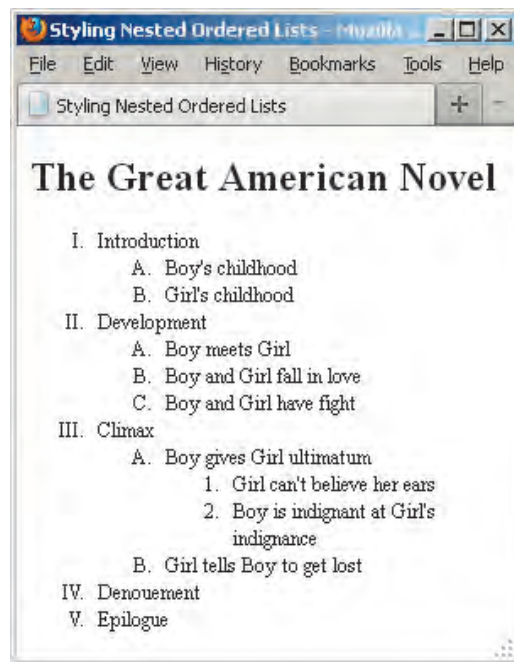 Styling Nested Ordered Lists - Mozilla ...
File Edit View History Bookmarks Tools Help
Styling Nested Ordered Lists + -
The Great American Novel
I. Introduction
A. Boy's childhood
B. Girl's childhood
II. Development
A. Boy meets Girl
B. Boy and Girl fall in love
C. Boy and Girl have fight
III. Climax
A. Boy gives Girl ultimatum
1. Girl can't believe her ears
2. Boy is indignant at Girl's
indignance
B. Girl tells Boy to get lost
IV. Denouement
V. Epilogue